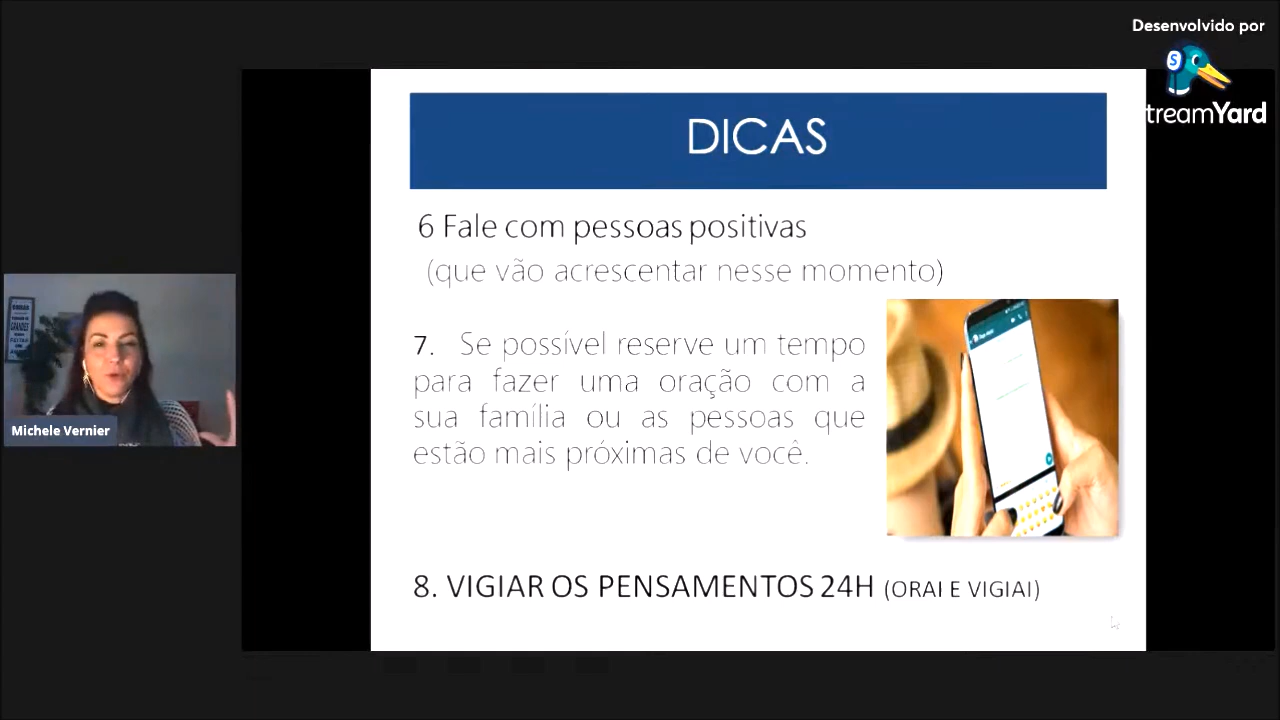 Desenvolvido por
treamYard
DICAS
6 Fale com pessoas positivas
(que vão acrescentar nesse momento)
7. Se possível reserve um tempo
para fazer uma oração com a
sua família ou as pessoas que
estão mais próximas de você.
8. VIGIAR OS PENSAMENTOS 24H (ORAI E VIGIAI)
Michele Vernier